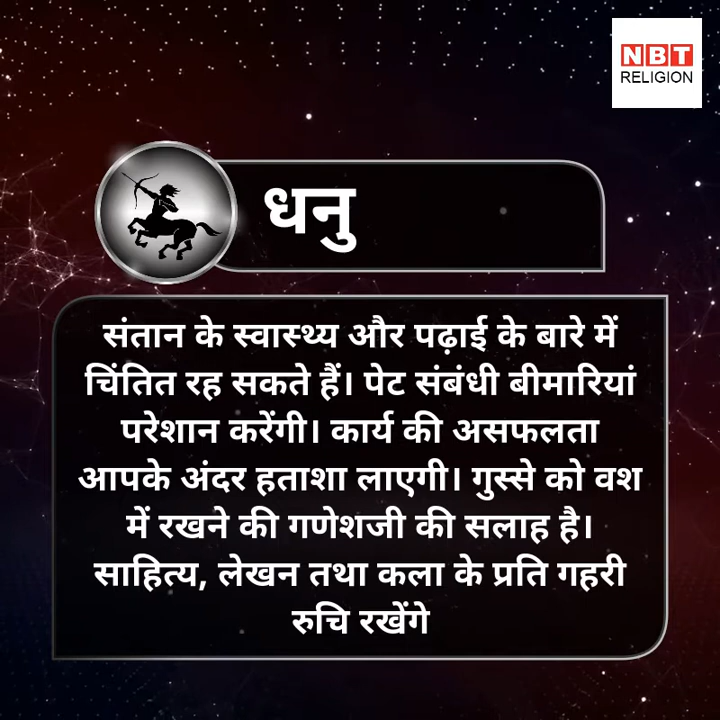 NBT
RELIGION
धनु
संतान के स्वास्थ्य और पढ़ाई के बारे में
चिंतित रह सकते हैं। पेट संबंधी बीमारियां
परेशान करेंगी। कार्य की असफलता
आपके अंदर हताशा लाएगी। गुस्से को वश
में रखने की गणेशजी की सलाह है।
साहित्य, लेखन तथा कला के प्रति गहरी
रुचि रखेंगे